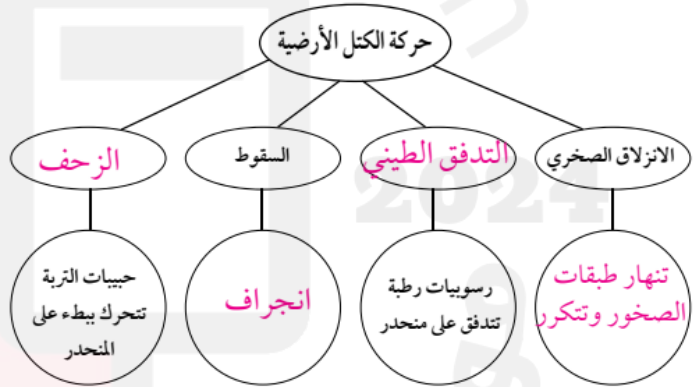 حركة الكتل الأرضية
الانزلاق الصخري
التدفق الطيني
السقوط
الزحف
تنهار طبقات
الصخور وتتكرر
رسوبيات رطبة
تتدفق على منحدر
انجراف
حبيبات التربة
تتحرك ببطء على
المنحدر
2024